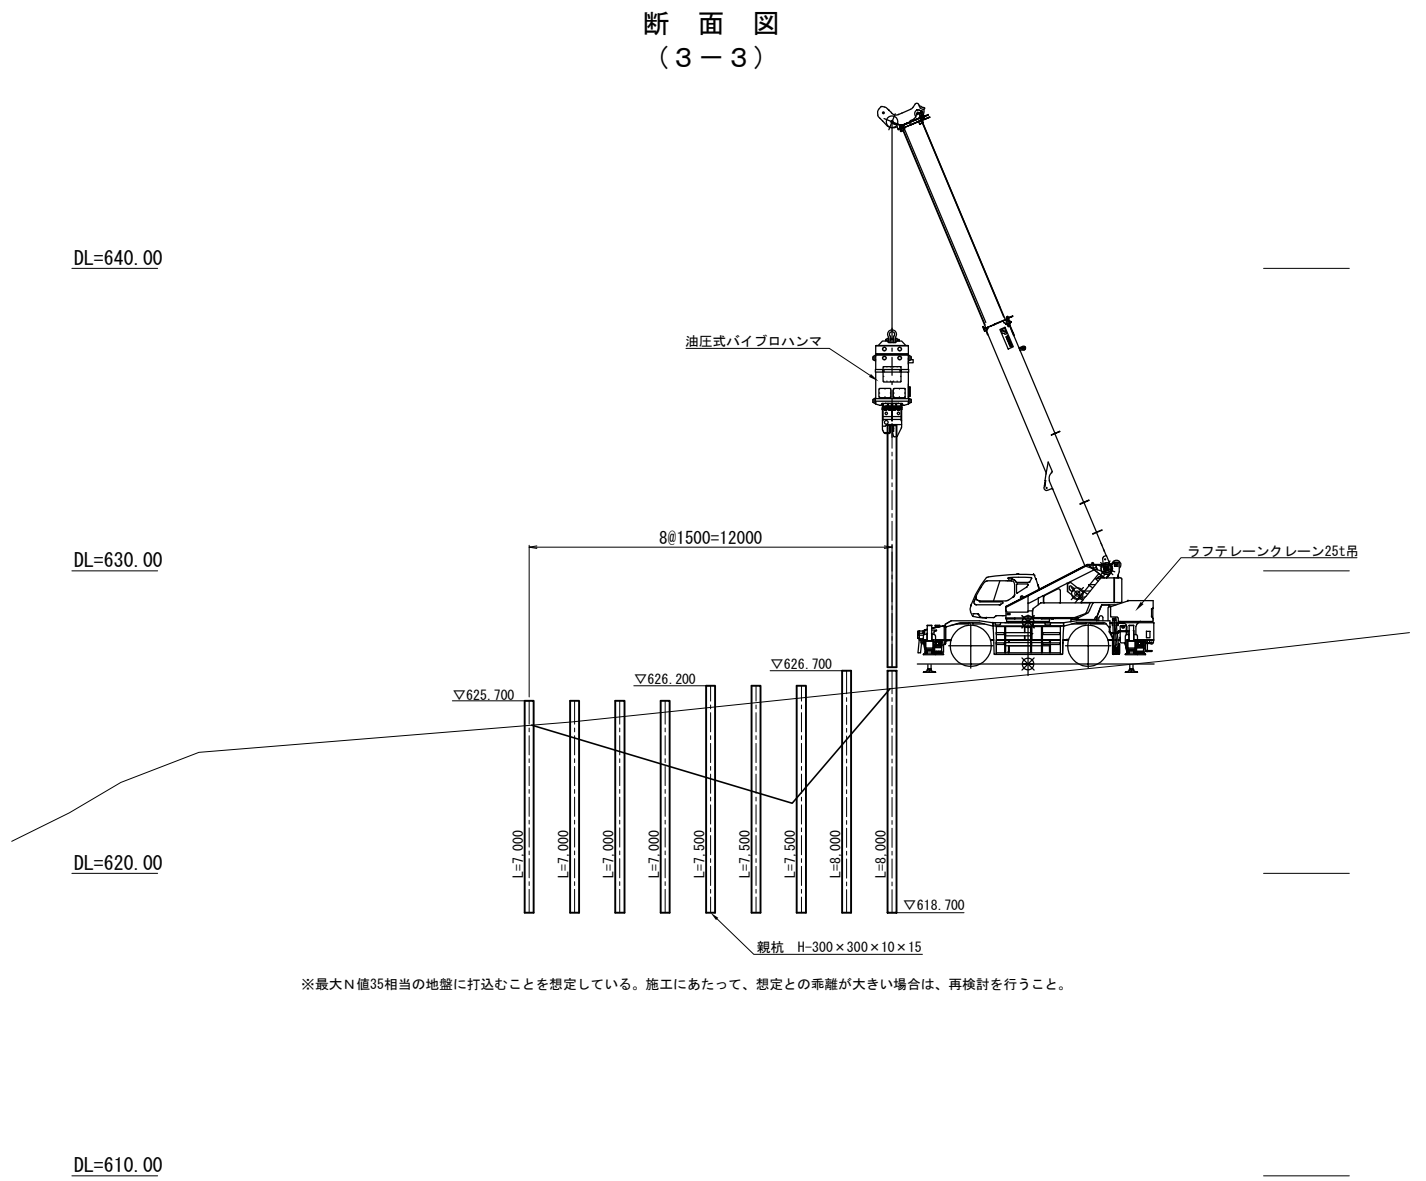 断　面　図
（３－３）
DL=640.00
油圧式バイブロハンマ
8@1500=12000
DL=630.00
ラフテレーンクレーン25t吊
▽626.700
▽626.200
▽625.700
L=7,000
L=7,000
L=7,000
L=7,000
L=7,500
L=7,500
L=7,500
L=8,000
L=8,000
DL=620.00
▽618.700
親杭　H-300×300×10×15
※最大Ｎ値35相当の地盤に打込むことを想定している。施工にあたって、想定との乖離が大きい場合は、再検討を行うこと。
DL=610.00